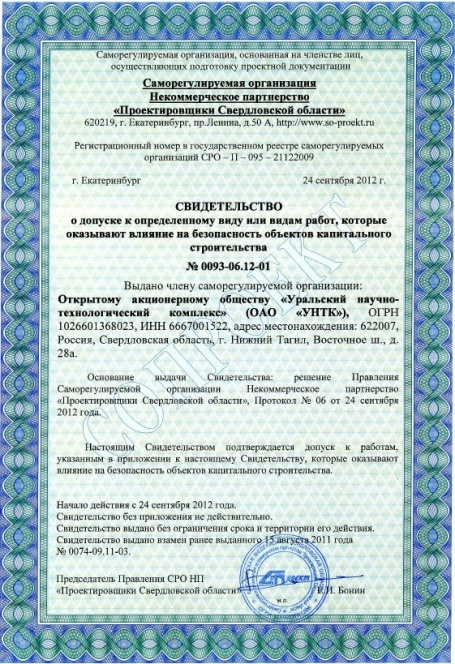 Саморегулируемая организация, основанная на членстве лиц,
осуществляющих подготовку проектной документации
Саморегулируемая организация
Некоммерческое партнерство
«Проектировщики Свердловской области»
620219, г. Екатеринбург, пр.Ленина, д.50 А, http://www.so-proekt.ru
Регистрационный номер в государственном реестре саморегулируемых
организаций СРО – П – 095 – 21122009
г. Екатеринбург 24 сентября 2012 г.
СВИДЕТЕЛЬСТВО
о допуске к определенному виду или видам работ, которые
оказывают влияние на безопасность объектов капитального
строительства
№ 0093-06.12-01
Выдано члену саморегулируемой организации:
Открытому акционерному обществу «Уральский научно-
технологический комплекс» (ОАО «УНТК»), ОГРН
1026601368023, ИНН 6667001522, адрес местонахождения: 622007,
Россия, Свердловская область, г. Нижний Тагил, Восточное ш., д.
28а.
Основание выдачи Свидетельства: решение Правления
Саморегулируемой организации Некоммерческое партнерство
«Проектировщики Свердловской области», Протокол № 06 от 24 сентября
2012 года.
Настоящим Свидетельством подтверждается допуск к работам,
указанным в приложении к настоящему Свидетельству, которые оказывают
влияние на безопасность объектов капитального строительства.
Начало действия с 24 сентября 2012 года.
Свидетельство без приложения не действительно.
Свидетельство выдано без ограничения срока и территории его действия.
Свидетельство выдано взамен ранее выданного 15 августа 2011 года
№ 0074-09.11-03.
Председатель Правления СРО НП
«Проектировщики Свердловской области» В.И. Бонин
м.п.
СОПРОЕКТ